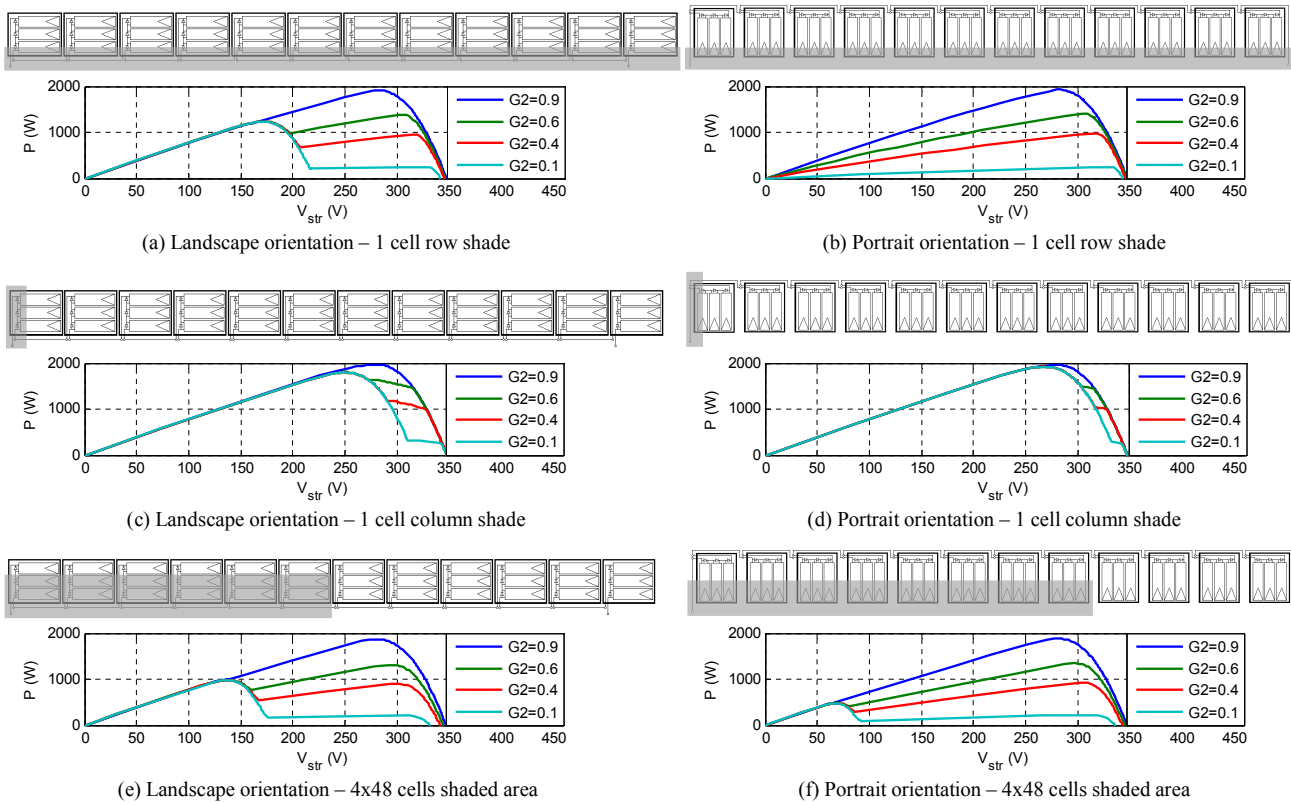 2000
1000
0
P (W)
0 50 100 150 200 250 300 350 400 450
V_str (V)
G2=0.9
G2=0.6
G2=0.4
G2=0.1
(a) Landscape orientation – 1 cell row shade
2000
1000
0
P (W)
0 50 100 150 200 250 300 350 400 450
V_str (V)
G2=0.9
G2=0.6
G2=0.4
G2=0.1
(b) Portrait orientation – 1 cell row shade
2000
1000
0
P (W)
0 50 100 150 200 250 300 350 400 450
V_str (V)
G2=0.9
G2=0.6
G2=0.4
G2=0.1
(c) Landscape orientation – 1 cell column shade
2000
1000
0
P (W)
0 50 100 150 200 250 300 350 400 450
V_str (V)
G2=0.9
G2=0.6
G2=0.4
G2=0.1
(d) Portrait orientation – 1 cell column shade
2000
1000
0
P (W)
0 50 100 150 200 250 300 350 400 450
V_str (V)
G2=0.9
G2=0.6
G2=0.4
G2=0.1
(e) Landscape orientation – 4x48 cells shaded area
2000
1000
0
P (W)
0 50 100 150 200 250 300 350 400 450
V_str (V)
G2=0.9
G2=0.6
G2=0.4
G2=0.1
(f) Portrait orientation – 4x48 cells shaded area